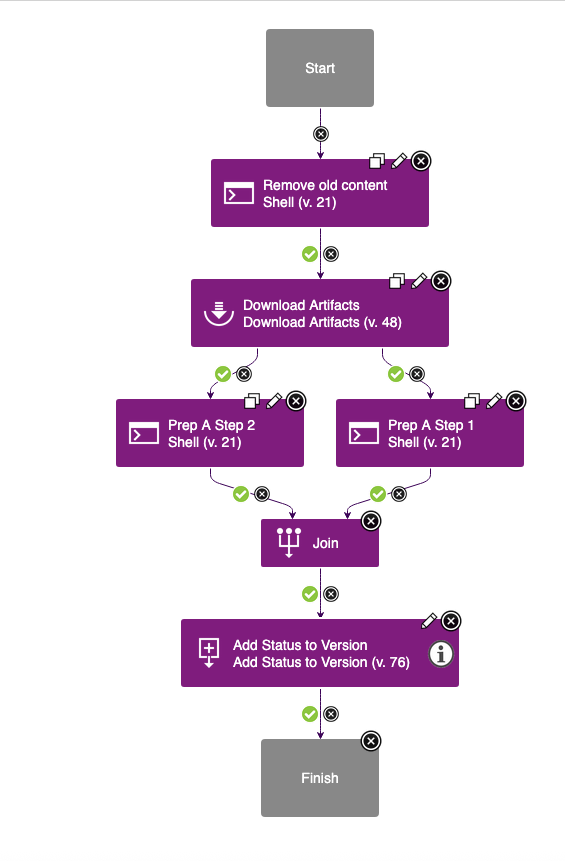 Start
Remove old content
Shell (v. 21)
Download Artifacts
Download Artifacts (v. 48)
Prep A Step 2
Shell (v. 21)
Prep A Step 1
Shell (v. 21)
Join
Add Status to Version
Add Status to Version (v. 76)
Finish